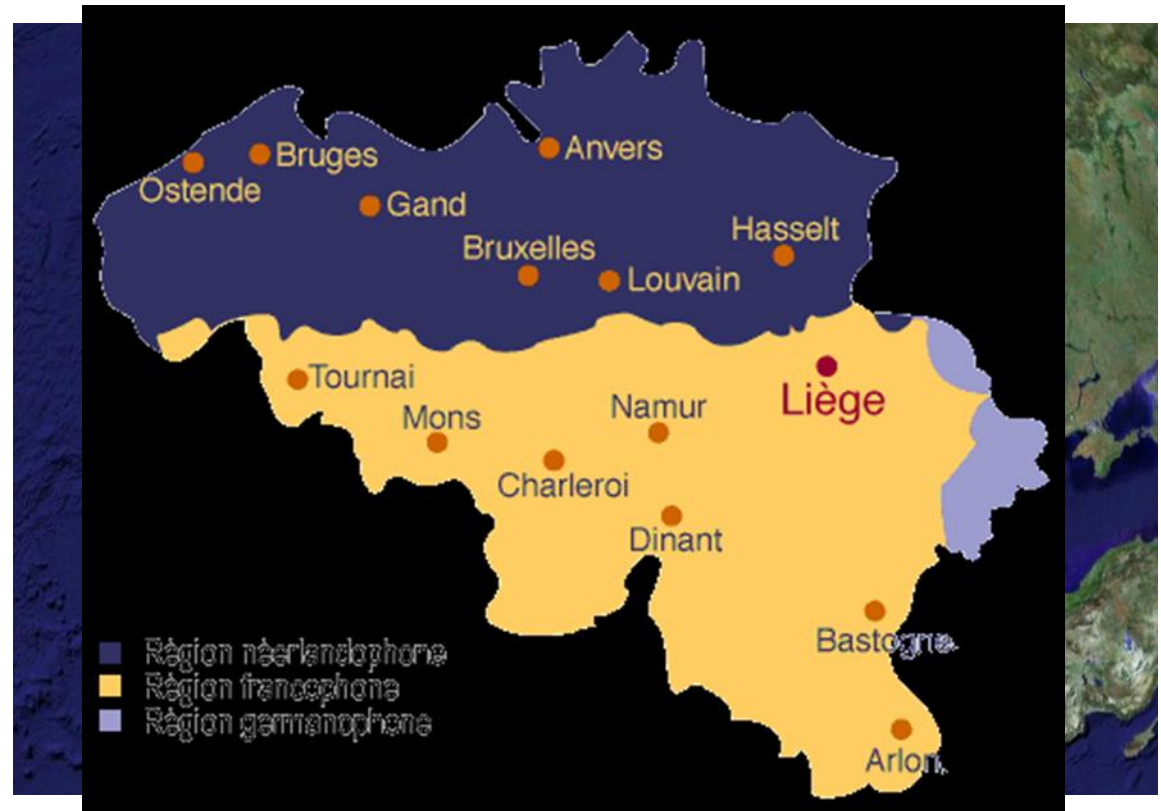 Bruges
Anvers
Ostende
Gand
Hasselt
Bruxelles
Louvain
Tournai
Liège
Mons
Namur
Charleroi
Dinant
Bastogne
Région néerlandophone
Région francophone
Région germanophone
Arlon